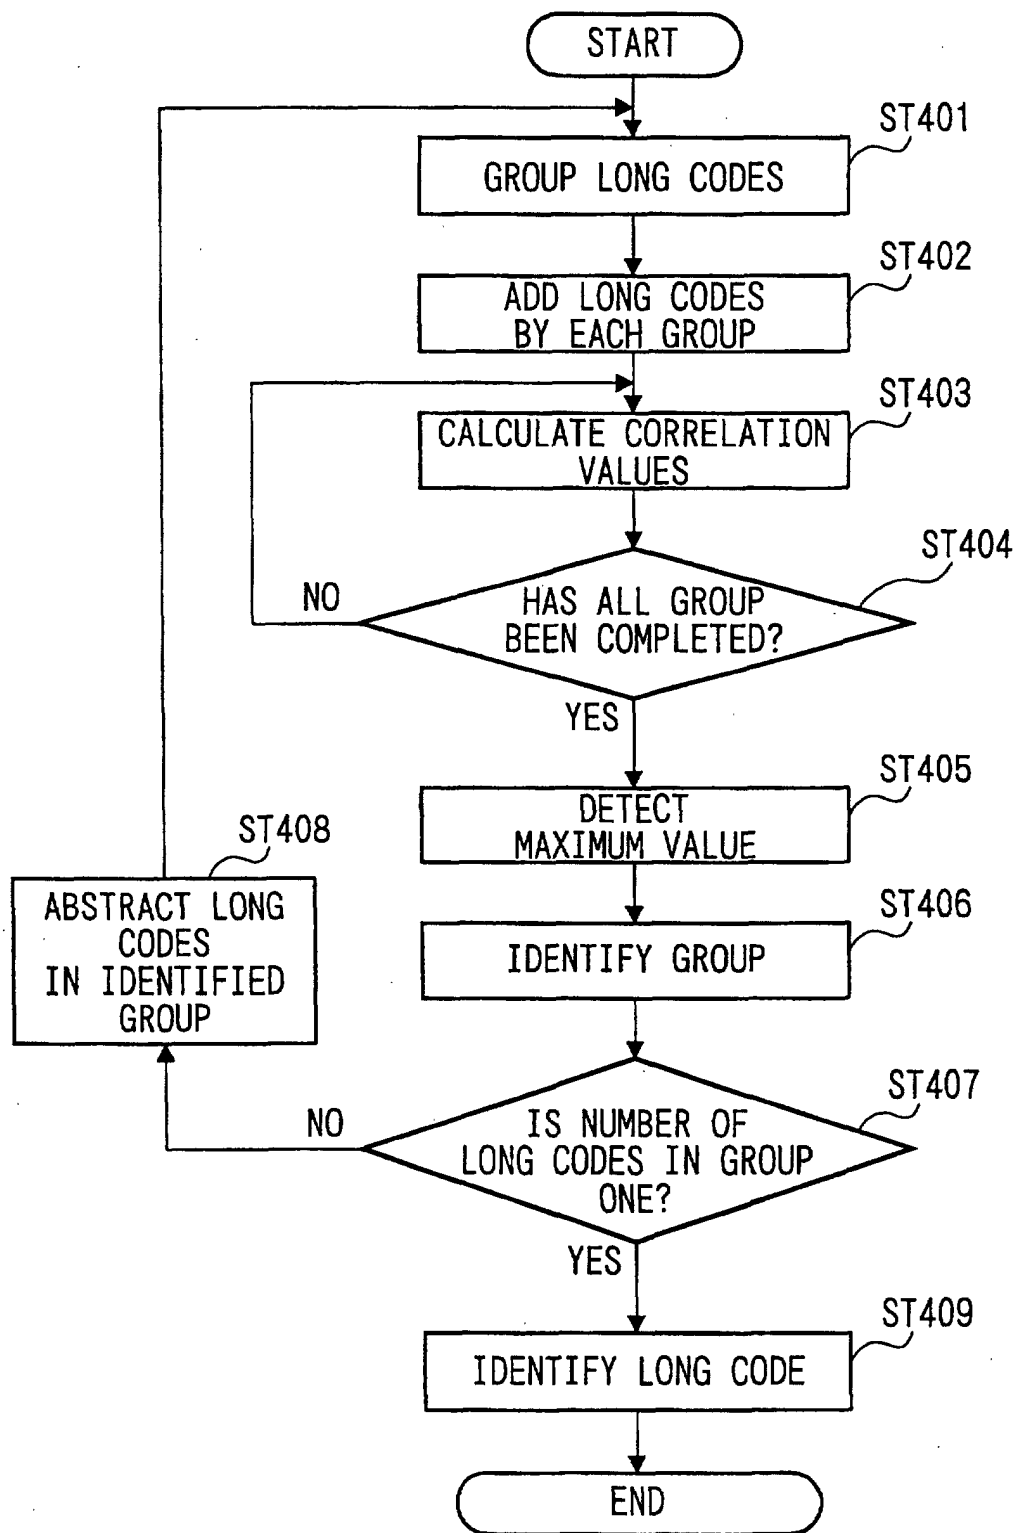 START
ST401
GROUP LONG CODES
ST402
ADD LONG CODES
BY EACH GROUP
ST403
CALCULATE CORRELATION
VALUES
ST404
HAS ALL GROUP
BEEN COMPLETED?
NO
YES
ST405
DETECT
MAXIMUM VALUE
ST408
ABSTRACT LONG
CODES
IN IDENTIFIED
GROUP
ST406
IDENTIFY GROUP
ST407
IS NUMBER OF
LONG CODES IN GROUP
ONE?
NO
YES
ST409
IDENTIFY LONG CODE
END